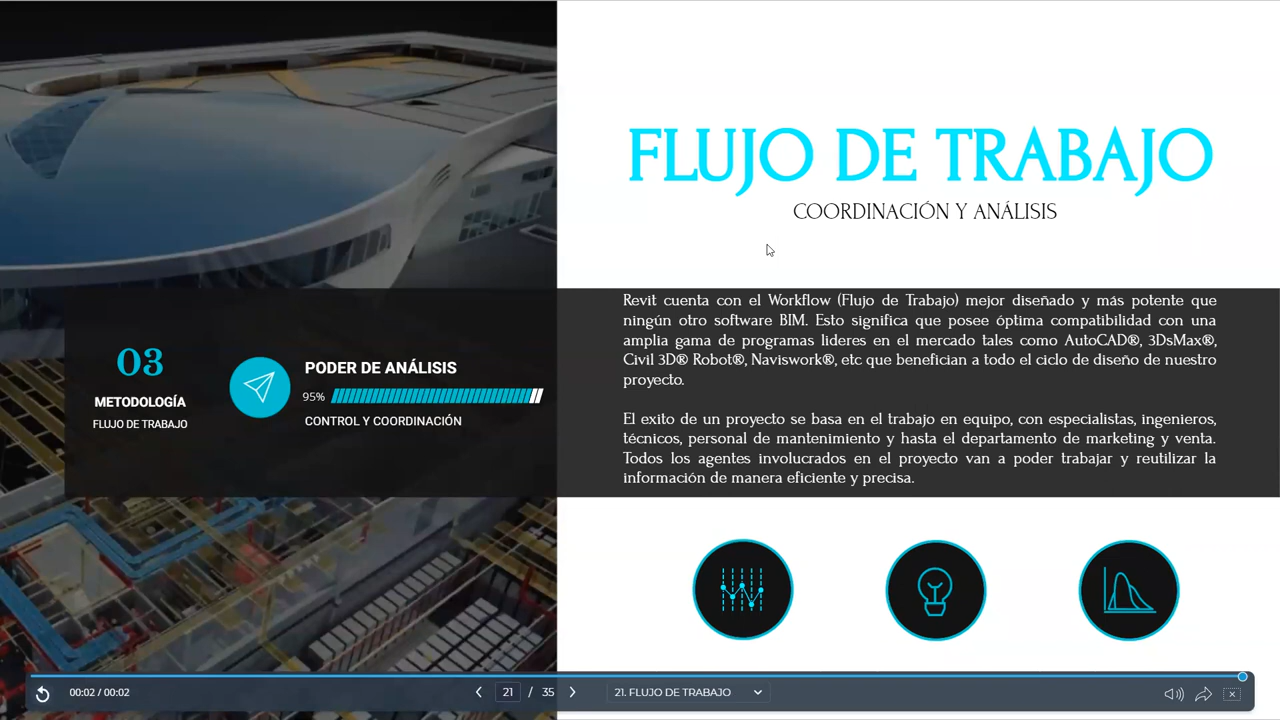 FLUJO DE TRABAJO
COORDINACIÓN Y ANÁLISIS
Revit cuenta con el Workflow (Flujo de Trabajo) mejor diseñado y más potente que
ningún otro software BIM. Esto significa que posee óptima compatibilidad con una
amplia gama de programas lideres en el mercado tales como AutoCAD®, 3DsMax®,
Civil 3D® Robot®, Naviswork®, etc que benefician a todo el ciclo de diseño de nuestro
proyecto.
El exito de un proyecto se basa en el trabajo en equipo, con especialistas, ingenieros,
técnicos, personal de mantenimiento y hasta el departamento de marketing y venta.
Todos los agentes involucrados en el proyecto van a poder trabajar y reutilizar la
información de manera eficiente y precisa.
03
METODOLOGÍA
FLUJO DE TRABAJO
PODER DE ANÁLISIS
95%
CONTROL Y COORDINACIÓN
00:02 / 00:02
21 / 35
21. FLUJO DE TRABAJO